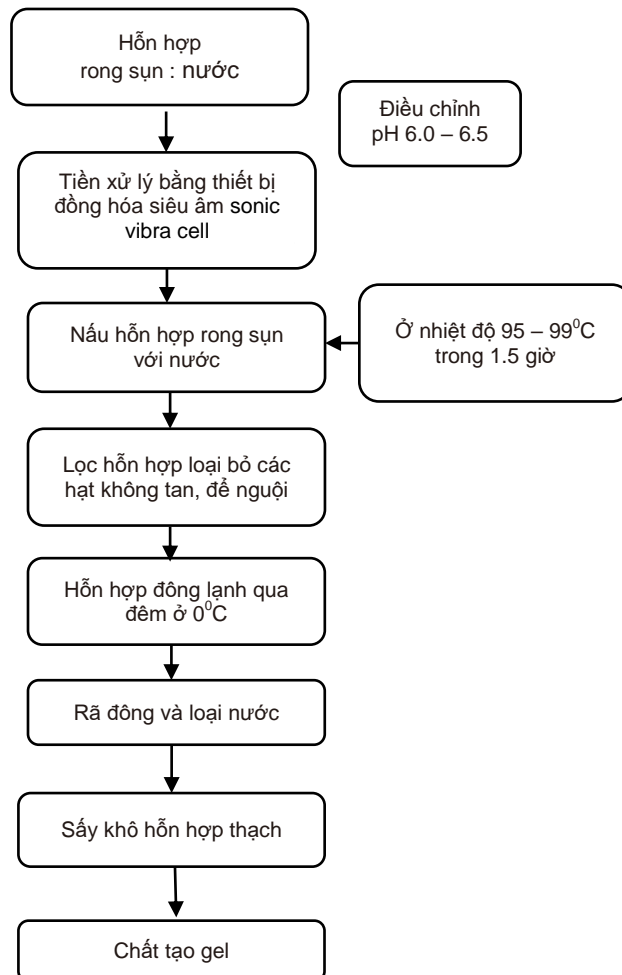 Hỗn hợp
rong sụn : nước
Điều chỉnh
pH 6.0 – 6.5
Tiền xử lý bằng thiết bị
đồng hóa siêu âm sonic
vibra cell
Nấu hỗn hợp rong sụn
với nước
Ở nhiệt độ 95 – 99⁰C
trong 1.5 giờ
Lọc hỗn hợp loại bỏ các
hạt không tan, để nguội
Hỗn hợp đông lạnh qua
đêm ở 0⁰C
Rã đông và loại nước
Sấy khô hỗn hợp thạch
Chất tạo gel